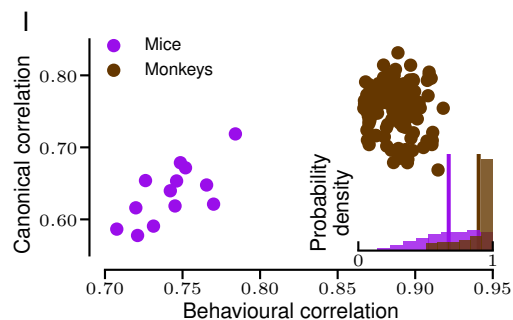 I
Mice
Monkeys
Canonical correlation
0.80
0.70
0.60
Probability
density
0 1
0.70 0.75 0.80 0.85 0.90 0.95
Behavioural correlation